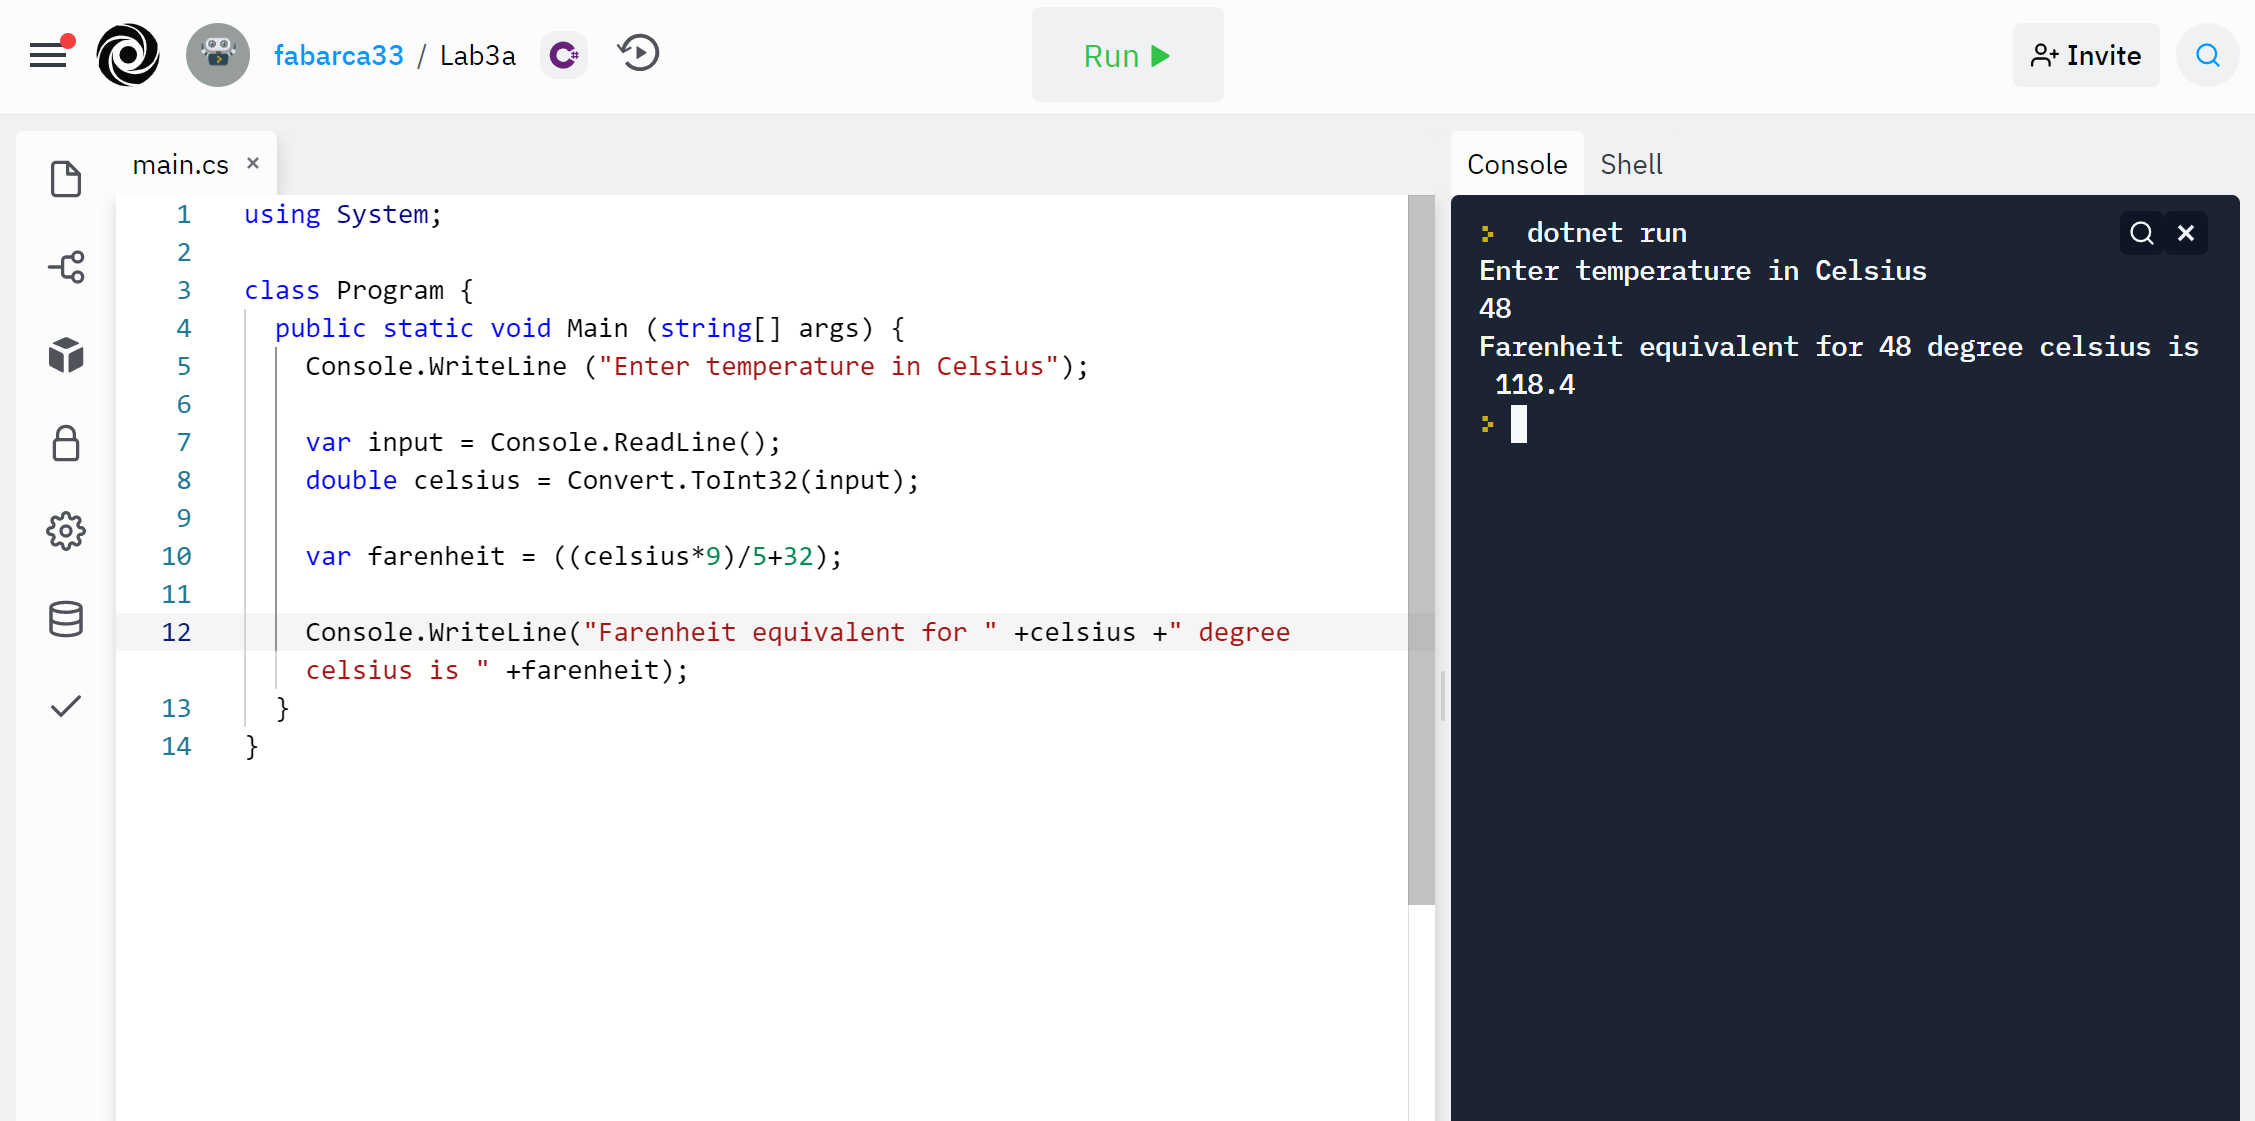 fabarca33 / Lab3a
Run
Invite
main.cs ×
Console Shell
1 using System;
2
3 class Program {
4 public static void Main (string[] args) {
5 Console.WriteLine ("Enter temperature in Celsius");
6
7 var input = Console.ReadLine();
8 double celsius = Convert.ToInt32(input);
9
10 var farenheit = ((celsius*9)/5+32);
11
12 Console.WriteLine("Farenheit equivalent for " +celsius +" degree
celsius is " +farenheit);
13 }
14 }
dotnet run
Enter temperature in Celsius
48
Farenheit equivalent for 48 degree celsius is
118.4